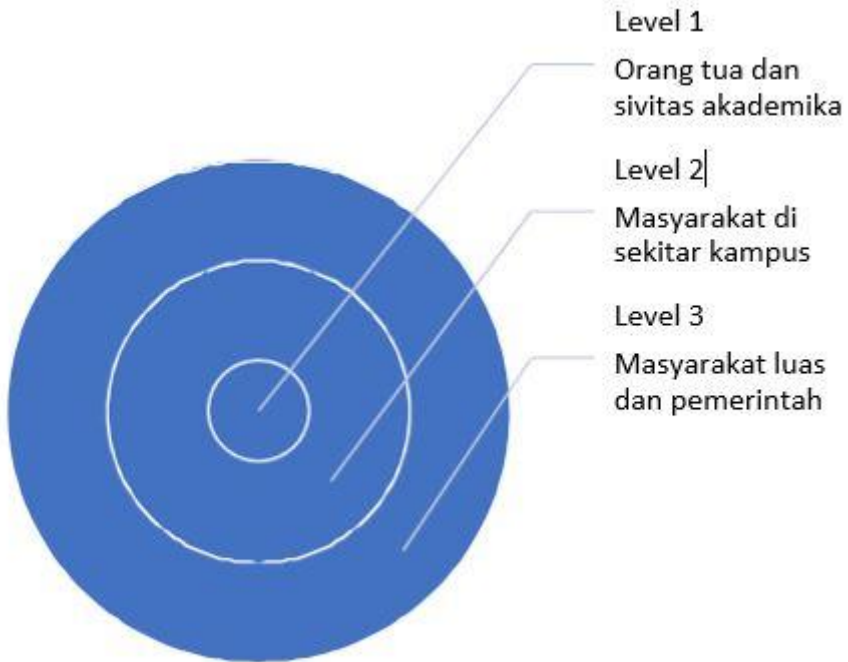 Level 1
Orang tua dan
sivitas akademika
Level 2
Masyarakat di
sekitar kampus
Level 3
Masyarakat luas
dan pemerintah